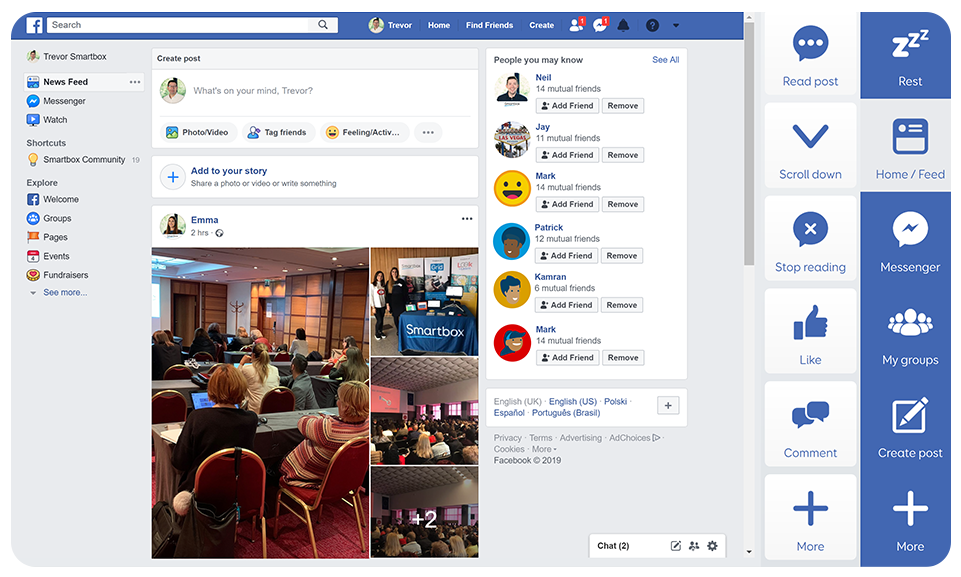 f Search Trevor Home Find Friends Create 1 1 ?
Trevor Smartbox
News Feed
Messenger
Watch
Shortcuts
Smartbox Community 19
Explore
Welcome
Groups
Pages
4 Events
Fundraisers
See more...
Create post
What's on your mind, Trevor?
Photo/Video Tag friends Feeling/Activ...
Add to your story
Share a photo or video or write something
Emma
2 hrs ·
Smartbox
+2
People you may know See All
Neil
14 mutual friends
Add Friend Remove
Jay
11 mutual friends
Add Friend Remove
LAS VEGAS
Mark
14 mutual friends
Add Friend Remove
Patrick
12 mutual friends
Add Friend Remove
Kamran
6 mutual friends
Add Friend Remove
Mark
14 mutual friends
Add Friend Remove
English (UK) · English (US) · Polski ·
Español · Português (Brasil)
Privacy · Terms · Advertising · AdChoices ·
Cookies · More
Facebook © 2019
Chat (2)
Read post
Scroll down
Stop reading
Like
Comment
More
zzz
Rest
Home / Feed
Messenger
My groups
Create post
More